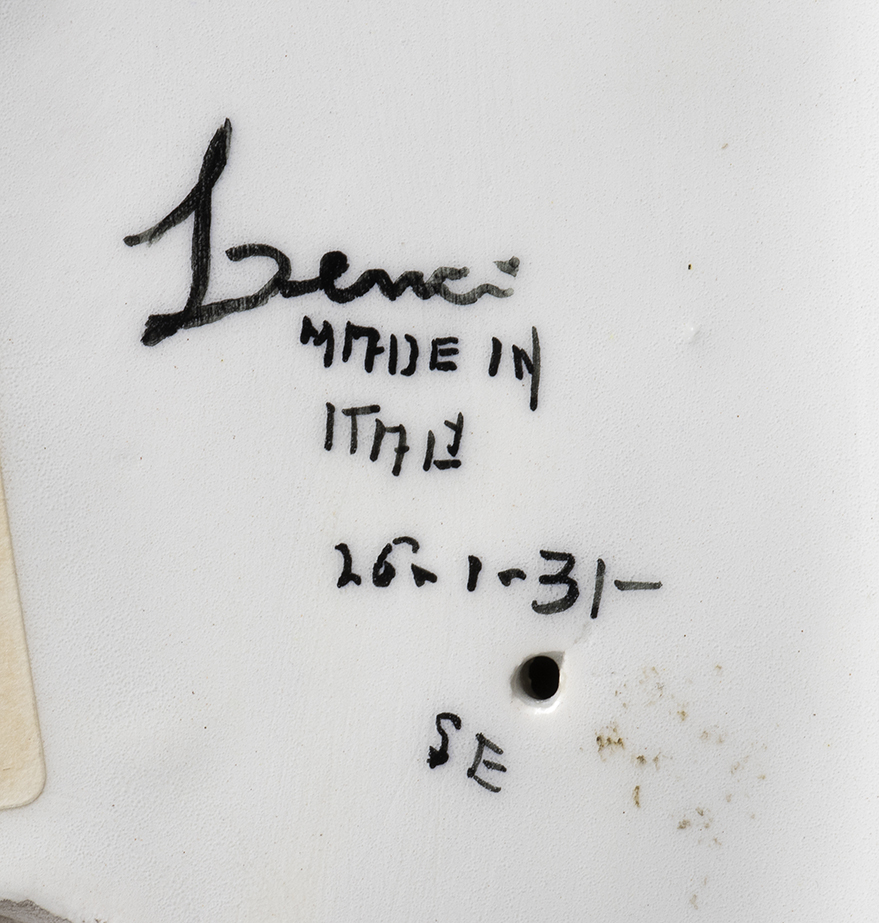 Lenci
MADE IN
ITALY
26-1-31-
SE